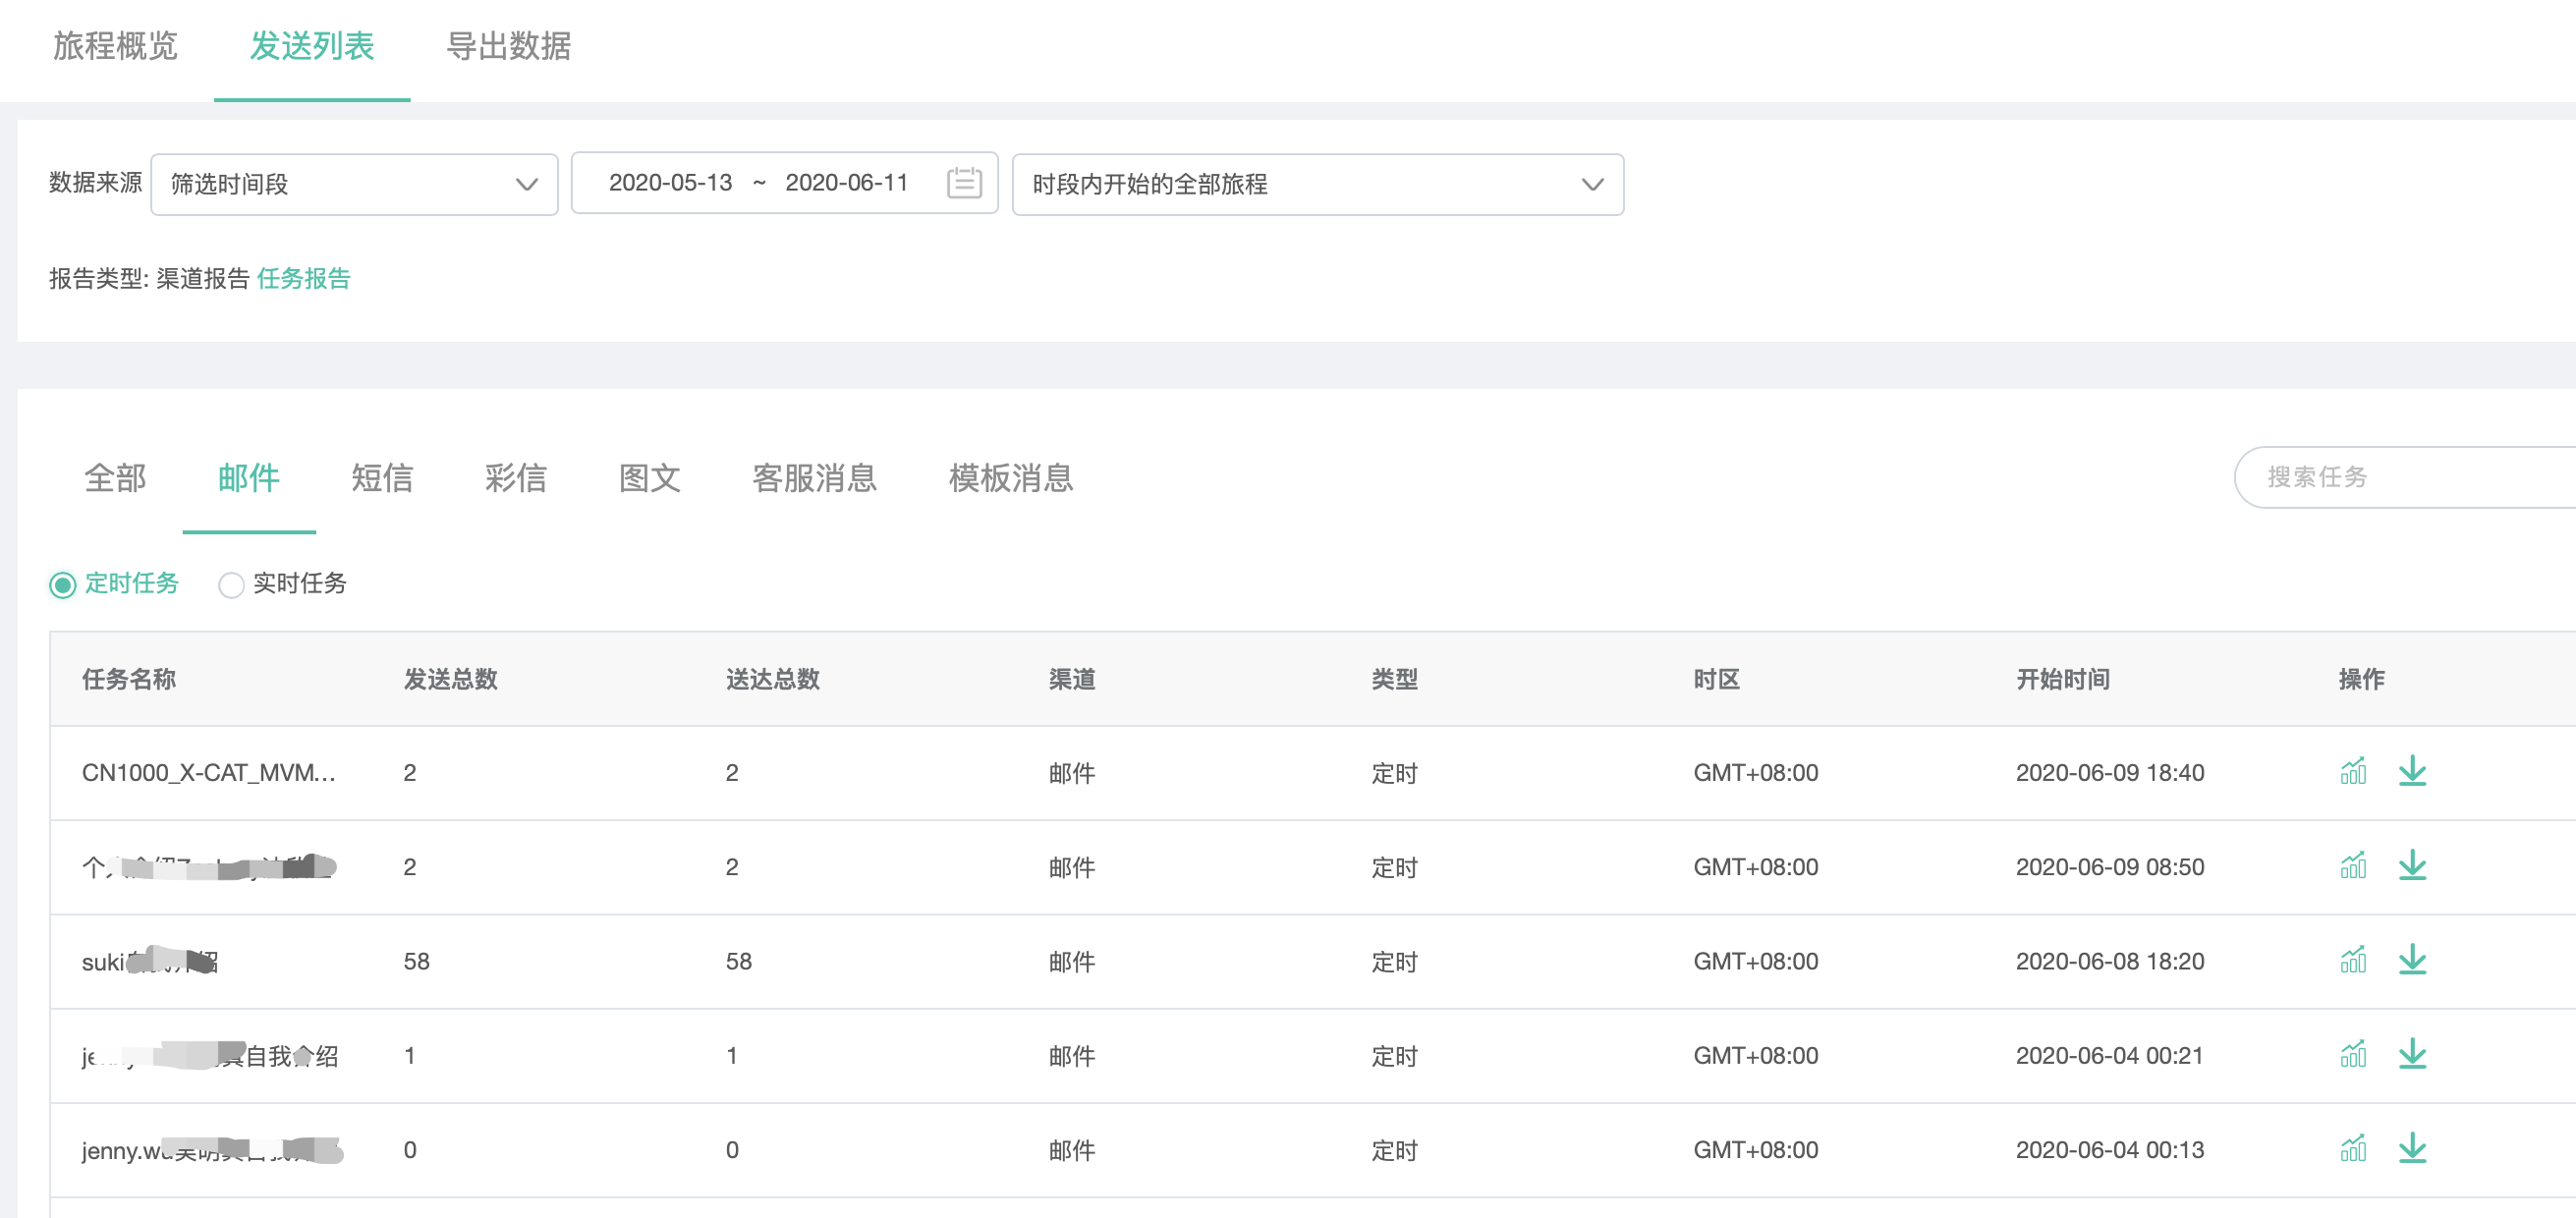 旅程概览 发送列表 导出数据
数据来源 筛选时间段 2020-05-13 ~ 2020-06-11 时段内开始的全部旅程
报告类型: 渠道报告 任务报告
全部 邮件 短信 彩信 图文 客服消息 模板消息 搜索任务
定时任务 实时任务
任务名称 发送总数 送达总数 渠道 类型 时区 开始时间 操作
CN1000_X-CAT_MVM... 2 2 邮件 定时 GMT+08:00 2020-06-09 18:40
个 2 2 邮件 定时 GMT+08:00 2020-06-09 08:50
suki 58 58 邮件 定时 GMT+08:00 2020-06-08 18:20
自我介绍 1 1 邮件 定时 GMT+08:00 2020-06-04 00:21
jenny.w 0 0 邮件 定时 GMT+08:00 2020-06-04 00:13